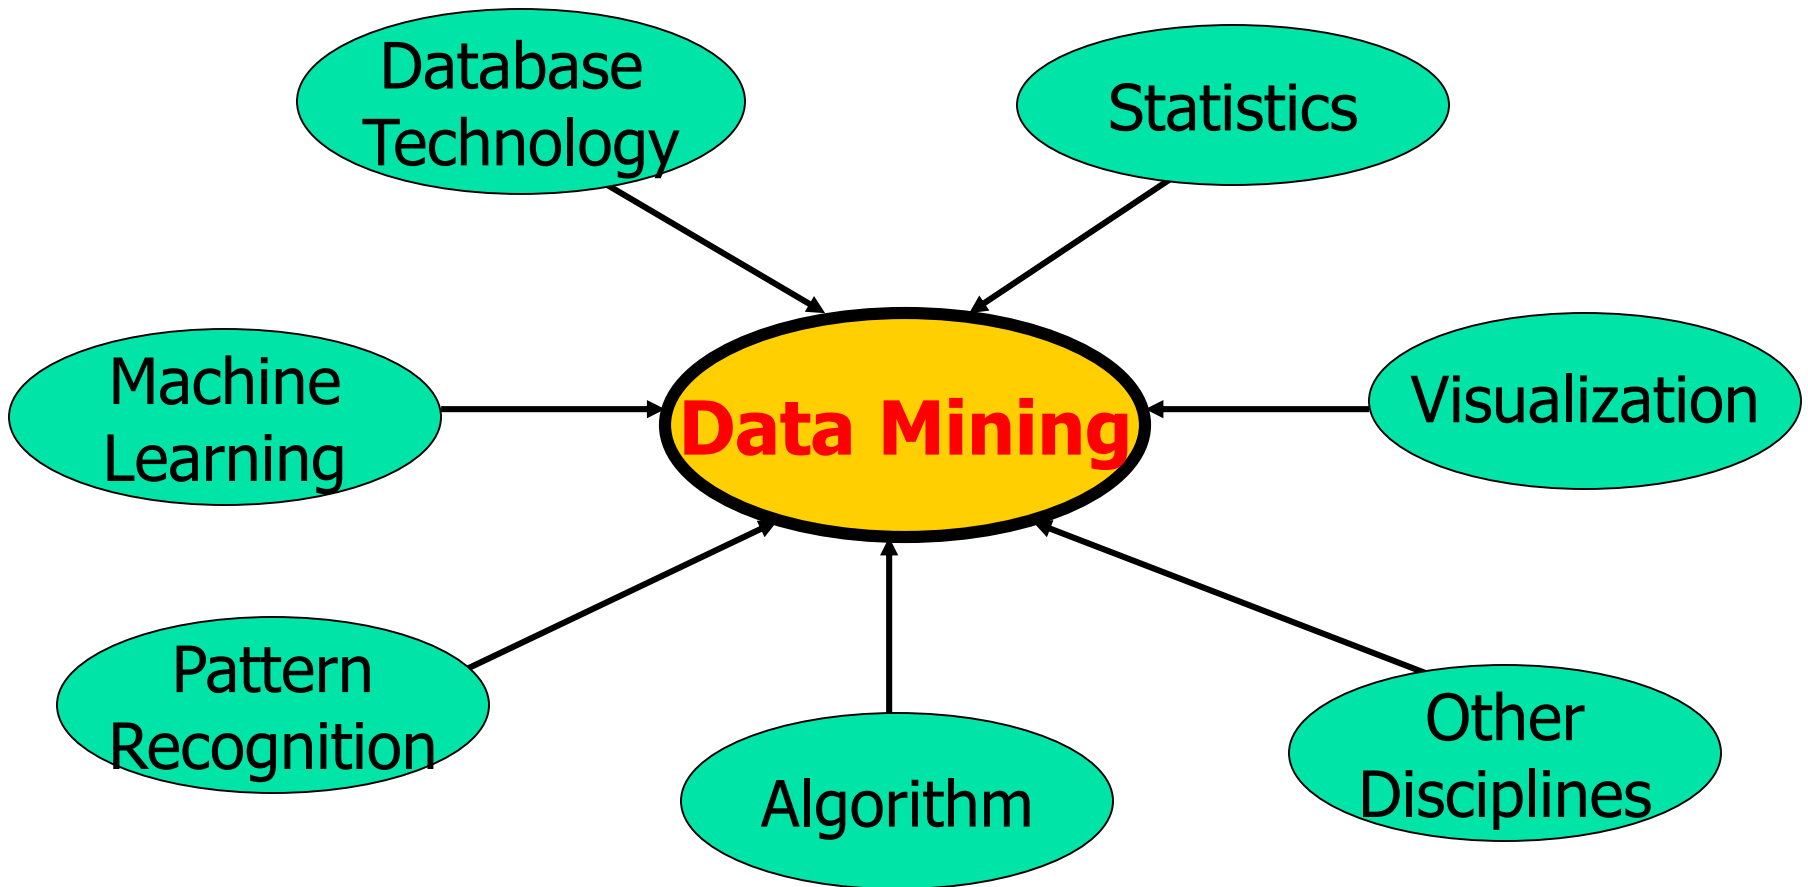 Database
Technology
Statistics
Machine
Learning
Data Mining
Visualization
Pattern
Recognition
Algorithm
Other
Disciplines